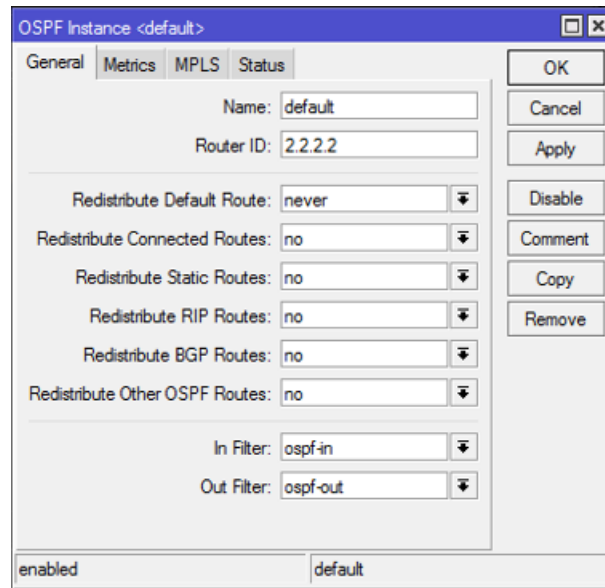 OSPF Instance <default>
General Metrics MPLS Status
Name: default
Router ID: 2.2.2.2
Redistribute Default Route: never
Redistribute Connected Routes: no
Redistribute Static Routes: no
Redistribute RIP Routes: no
Redistribute BGP Routes: no
Redistribute Other OSPF Routes: no
In Filter: ospf-in
Out Filter: ospf-out
OK
Cancel
Apply
Disable
Comment
Copy
Remove
enabled default